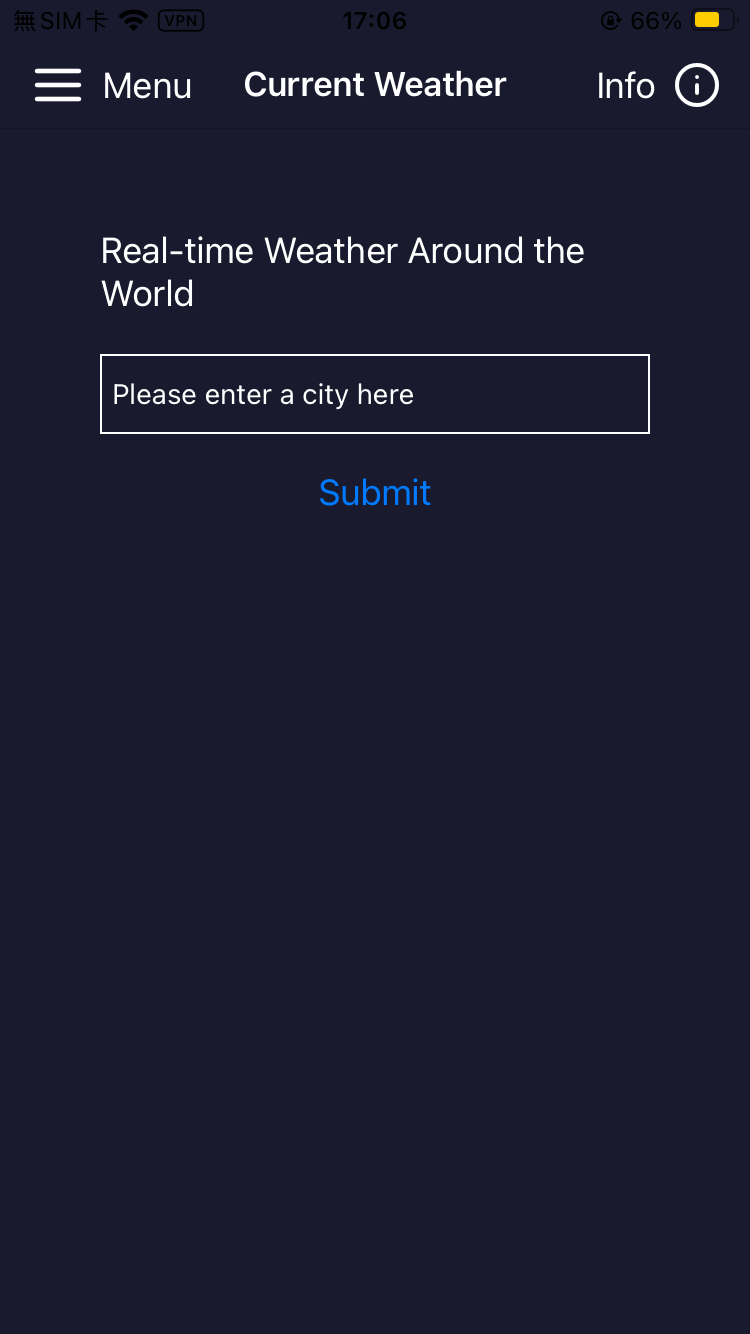 無SIM卡 VPN 17:06 66%
Menu Current Weather Info
Real-time Weather Around the
World
Please enter a city here
Submit